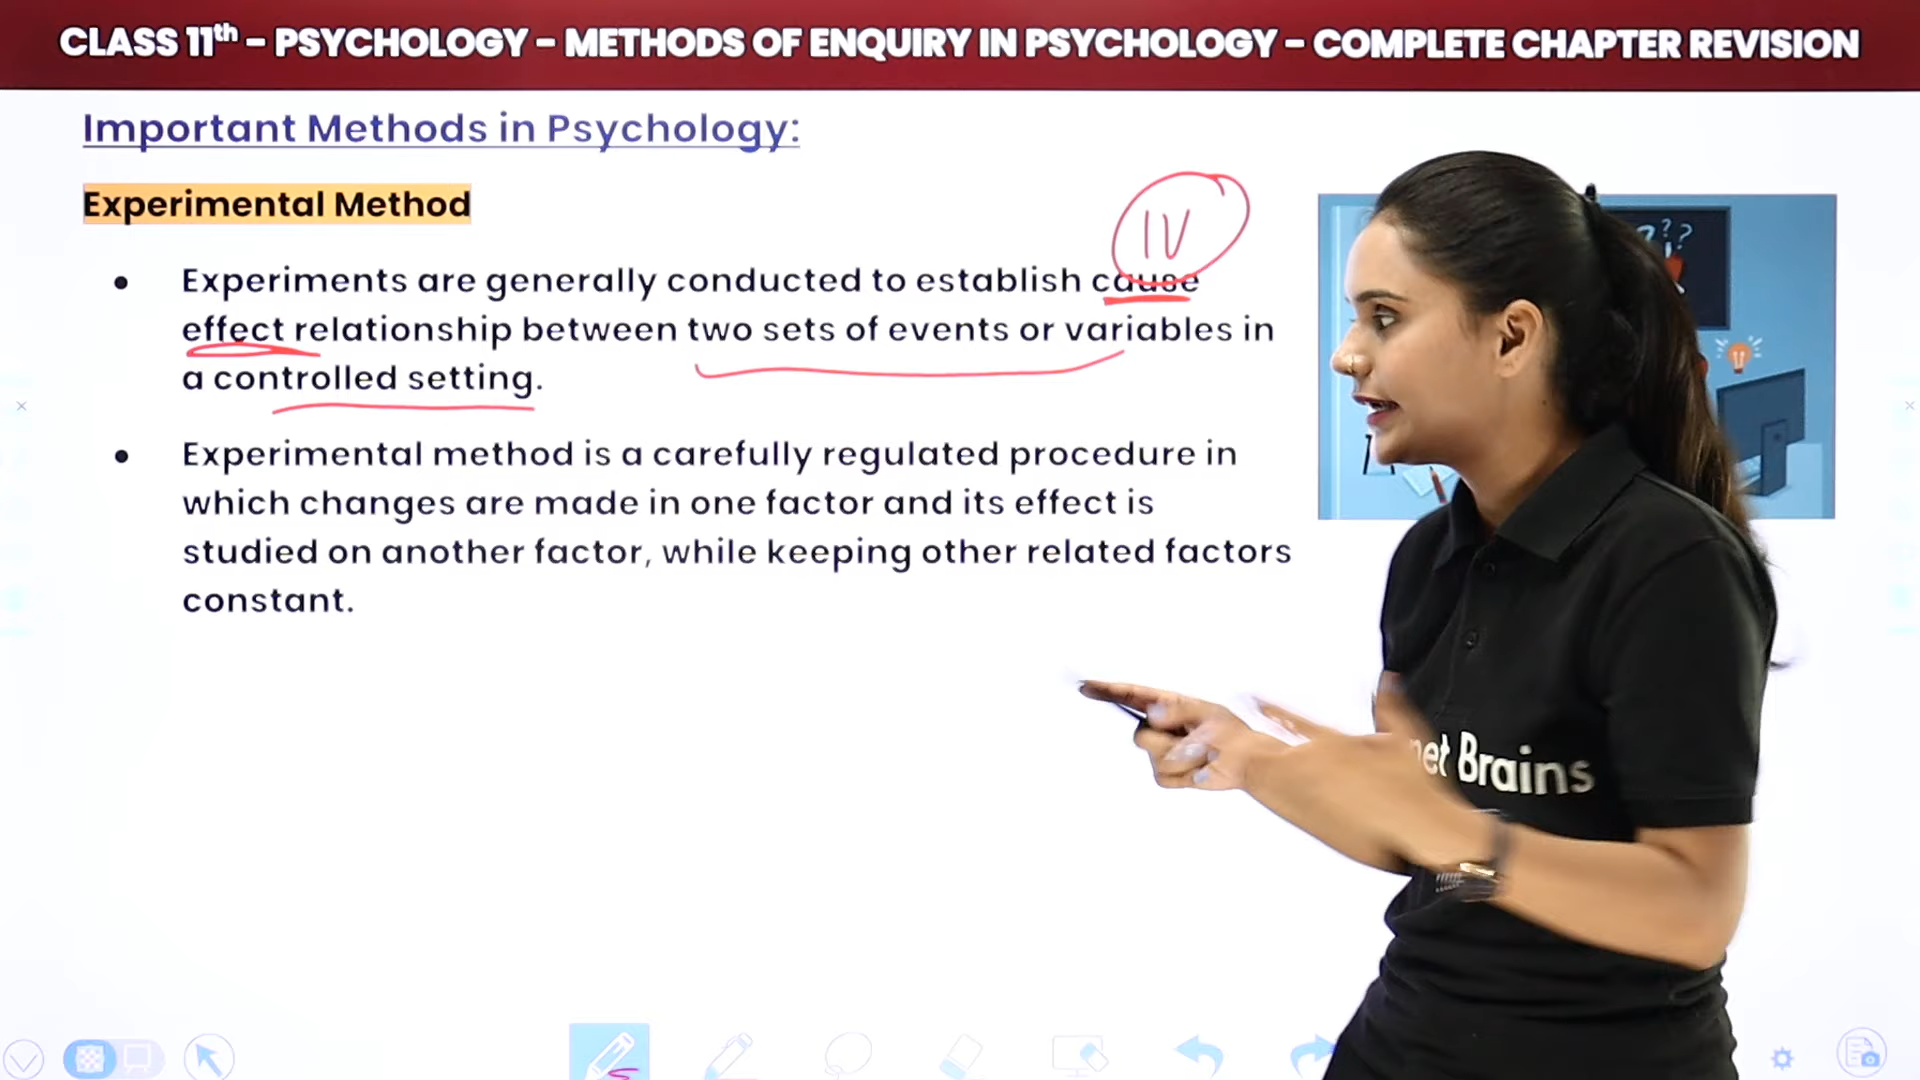 CLASS 11th – PSYCHOLOGY – METHODS OF ENQUIRY IN PSYCHOLOGY – COMPLETE CHAPTER REVISION
Important Methods in Psychology:
Experimental Method
IV
• Experiments are generally conducted to establish cause
effect relationship between two sets of events or variables in
a controlled setting.
• Experimental method is a carefully regulated procedure in
which changes are made in one factor and its effect is
studied on another factor, while keeping other related factors
constant.
??
net Brains